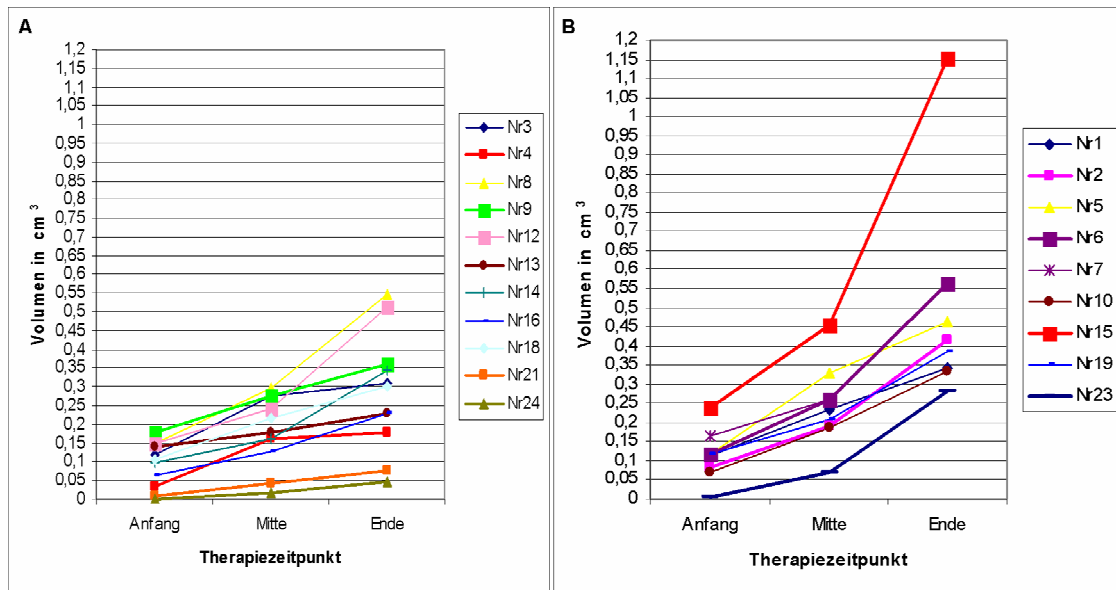 A
Volumen in cm³
1,2
1,15
1,1
1,05
1
0,95
0,9
0,85
0,8
0,75
0,7
0,65
0,6
0,55
0,5
0,45
0,4
0,35
0,3
0,25
0,2
0,15
0,1
0,05
0
Anfang Mitte Ende
Therapiezeitpunkt
Nr3
Nr4
Nr8
Nr9
Nr12
Nr13
Nr14
Nr16
Nr18
Nr21
Nr24
B
Volumen in cm³
1,2
1,15
1,1
1,05
1
0,95
0,9
0,85
0,8
0,75
0,7
0,65
0,6
0,55
0,5
0,45
0,4
0,35
0,3
0,25
0,2
0,15
0,1
0,05
0
Anfang Mitte Ende
Therapiezeitpunkt
Nr1
Nr2
Nr5
Nr6
Nr7
Nr10
Nr15
Nr19
Nr23